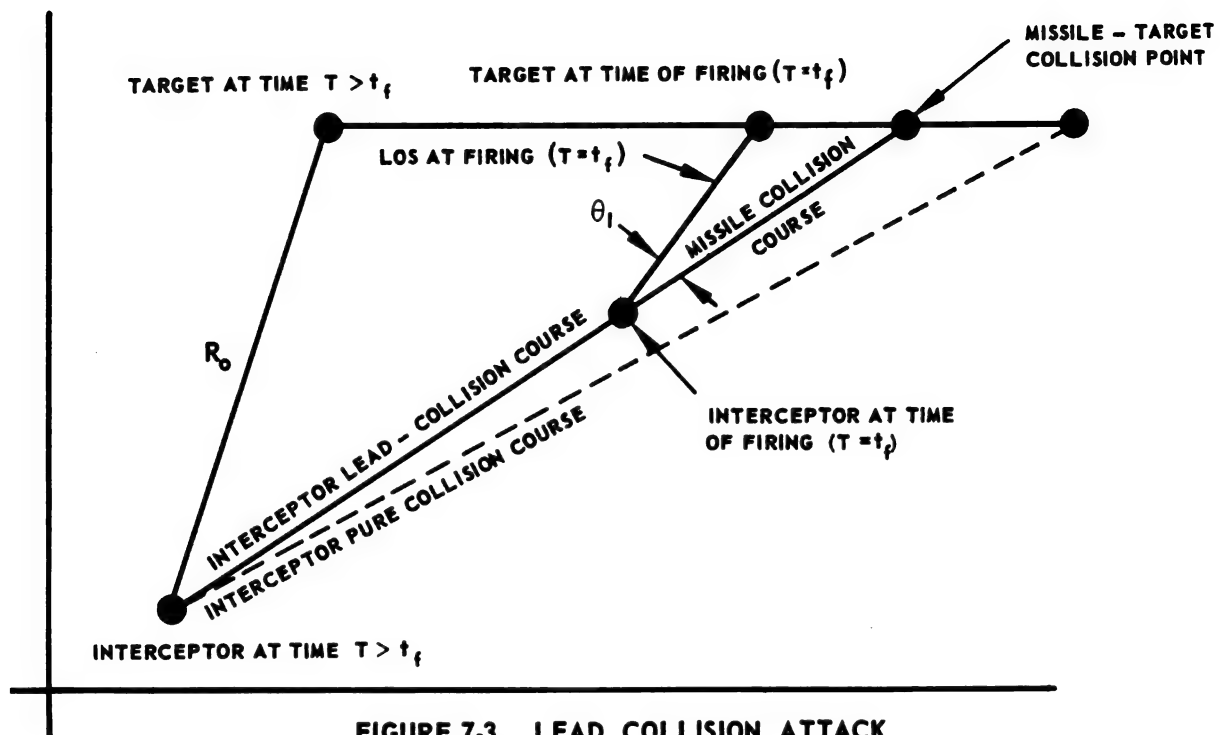 MISSILE – TARGET
COLLISION POINT
TARGET AT TIME T > t_f
TARGET AT TIME OF FIRING (T = t_f)
LOS AT FIRING (T = t_f)
θ₁
MISSILE COLLISION
COURSE
R₀
INTERCEPTOR LEAD – COLLISION COURSE
INTERCEPTOR PURE COLLISION COURSE
INTERCEPTOR AT TIME
OF FIRING (T = t_f)
INTERCEPTOR AT TIME T > t_f
FIGURE 7-3 LEAD COLLISION ATTACK